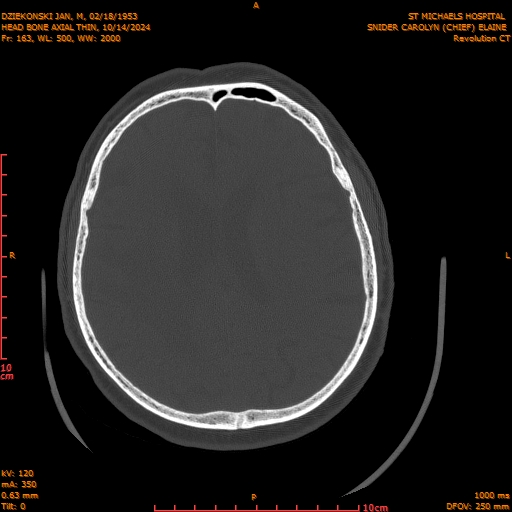 A
DZIEKONSKI JAN, M, 02/18/1953
HEAD BONE AXIAL THIN, 10/14/2024
Fr: 163, WL: 500, WW: 2000
ST MICHAELS HOSPITAL
SNIDER CAROLYN (CHIEF) ELAINE
Revolution CT
R
L
10
cm
kV: 120
mA: 350
0.63 mm
Tilt: 0
P
10cm
1000 ms
DFOV: 250 mm